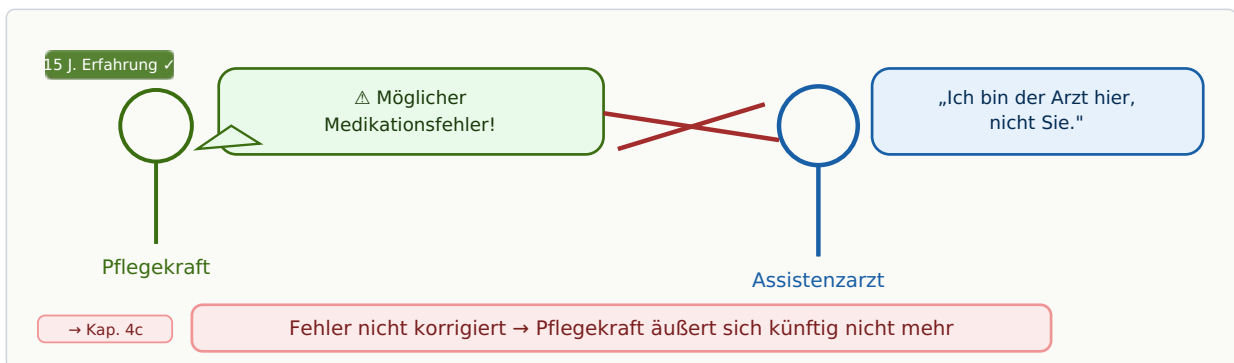 15 J. Erfahrung ✓
⚠ Möglicher
Medikationsfehler!
„Ich bin der Arzt hier,
nicht Sie."
Pflegekraft
Assistenzarzt
→ Kap. 4c
Fehler nicht korrigiert → Pflegekraft äußert sich künftig nicht mehr